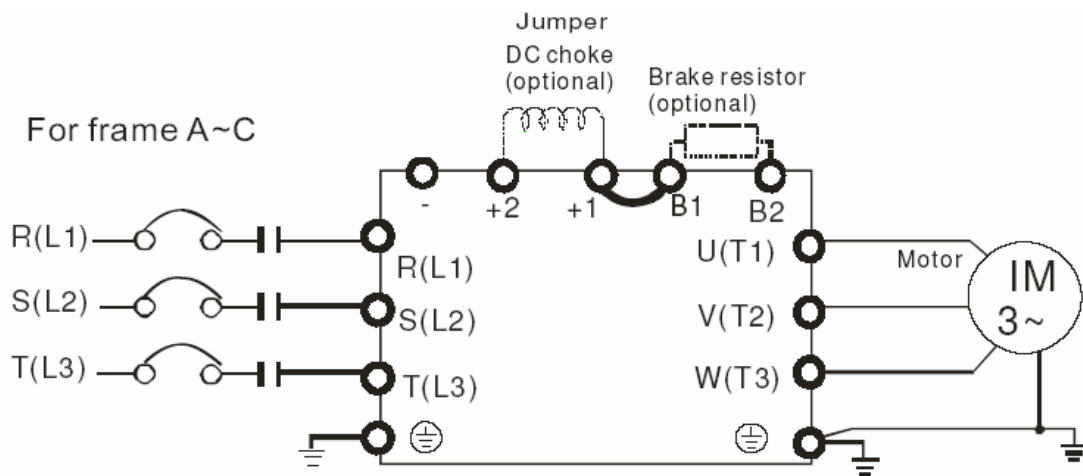 Jumper
DC choke
(optional)
Brake resistor
(optional)
For frame A~C
-
+2
+1
B1
B2
R(L1)
R(L1)
U(T1)
Motor
IM
3~
S(L2)
S(L2)
V(T2)
T(L3)
T(L3)
W(T3)